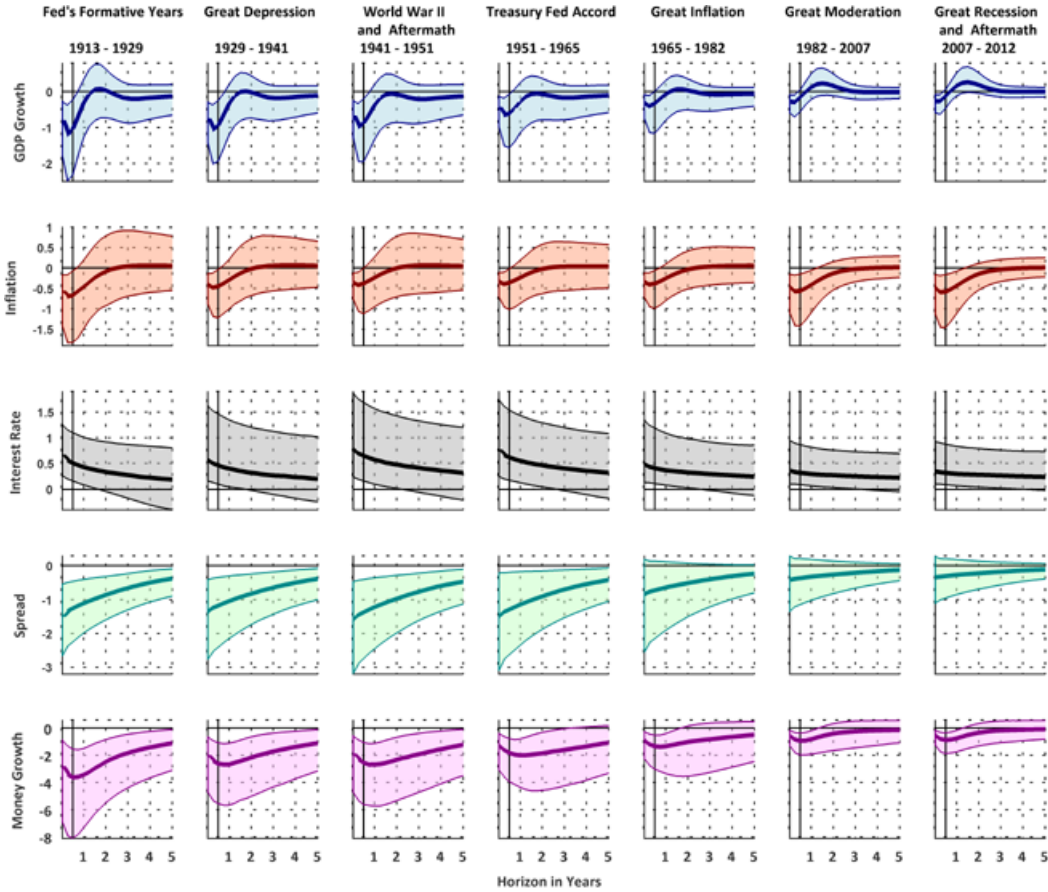 Fed's Formative Years Great Depression World War II Treasury Fed Accord Great Inflation Great Moderation Great Recession
and Aftermath and Aftermath
1913 - 1929 1929 - 1941 1941 - 1951 1951 - 1965 1965 - 1982 1982 - 2007 2007 - 2012
GDP Growth
0
-1
-2
Inflation
1
0.5
0
-0.5
-1
-1.5
Interest Rate
1.5
1
0.5
0
Spread
0
-1
-2
-3
Money Growth
0
-2
-4
-6
-8
1 2 3 4 5 1 2 3 4 5 1 2 3 4 5 1 2 3 4 5 1 2 3 4 5 1 2 3 4 5 1 2 3 4 5
Horizon in Years